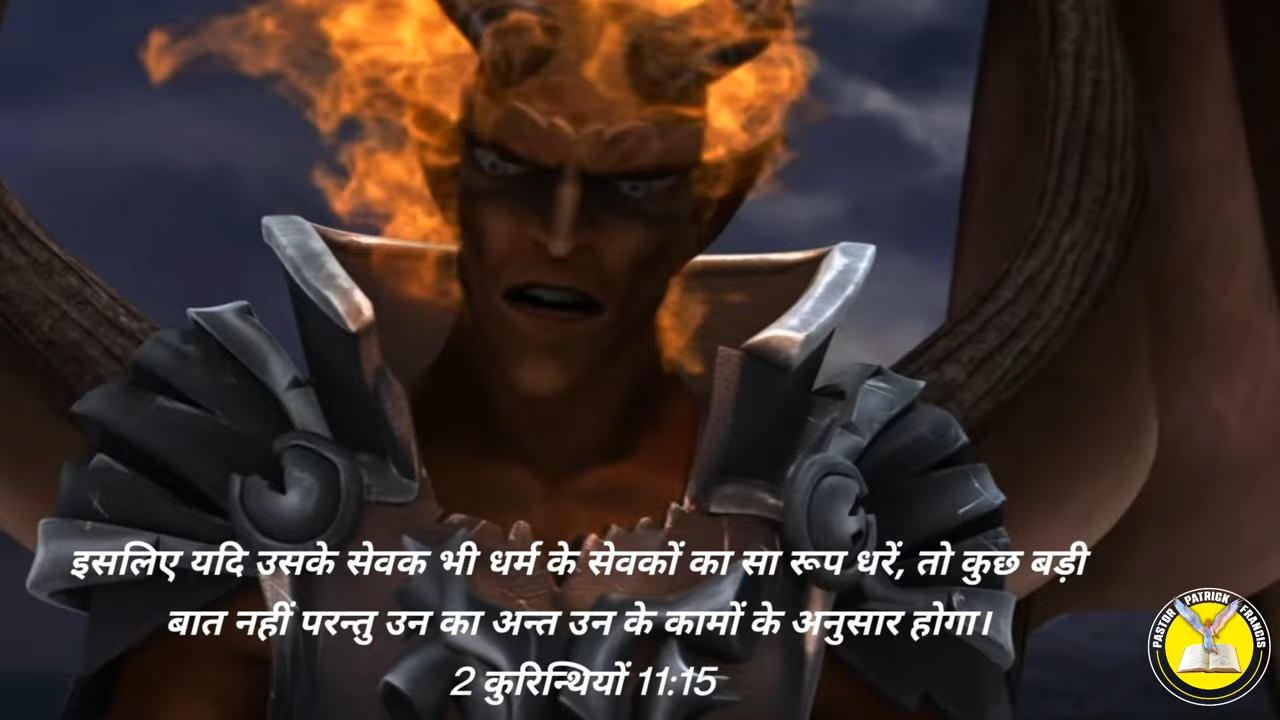 इसलिए यदि उसके सेवक भी धर्म के सेवकों का सा रूप धरें, तो कुछ बड़ी
बात नहीं परन्तु उन का अन्त उन के कामों के अनुसार होगा।
2 कुरिन्थियों 11:15
PASTOR PATRICK FRANCIS